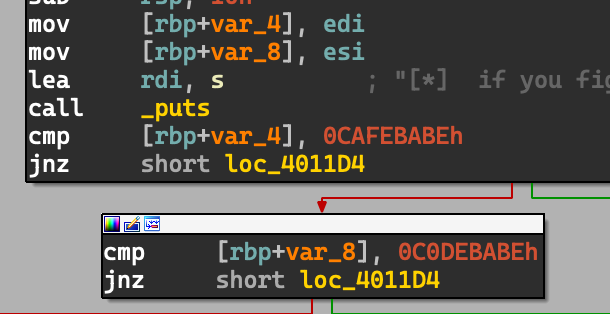 sub rsp, 10h
mov [rbp+var_4], edi
mov [rbp+var_8], esi
lea rdi, s ; "[*] if you fig
call _puts
cmp [rbp+var_4], 0CAFEBABEh
jnz short loc_4011D4
cmp [rbp+var_8], 0C0DEBABEh
jnz short loc_4011D4